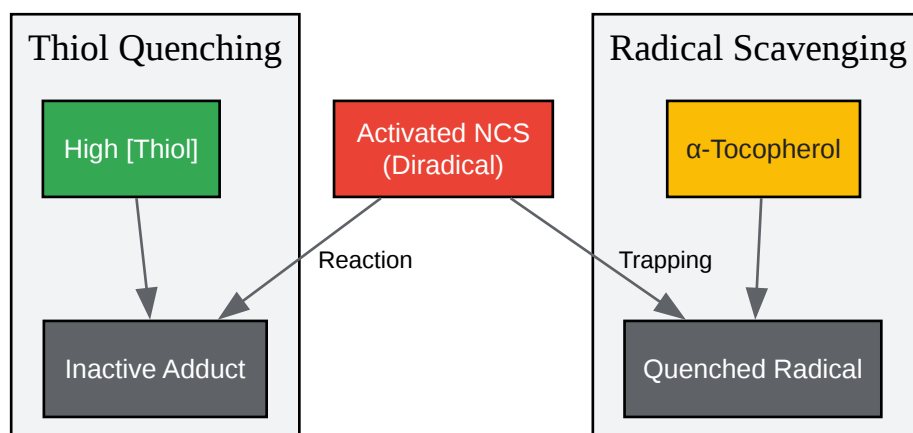 Thiol Quenching
Radical Scavenging
High [Thiol]
Activated NCS
(Diradical)
α-Tocopherol
Reaction
Trapping
Inactive Adduct
Quenched Radical